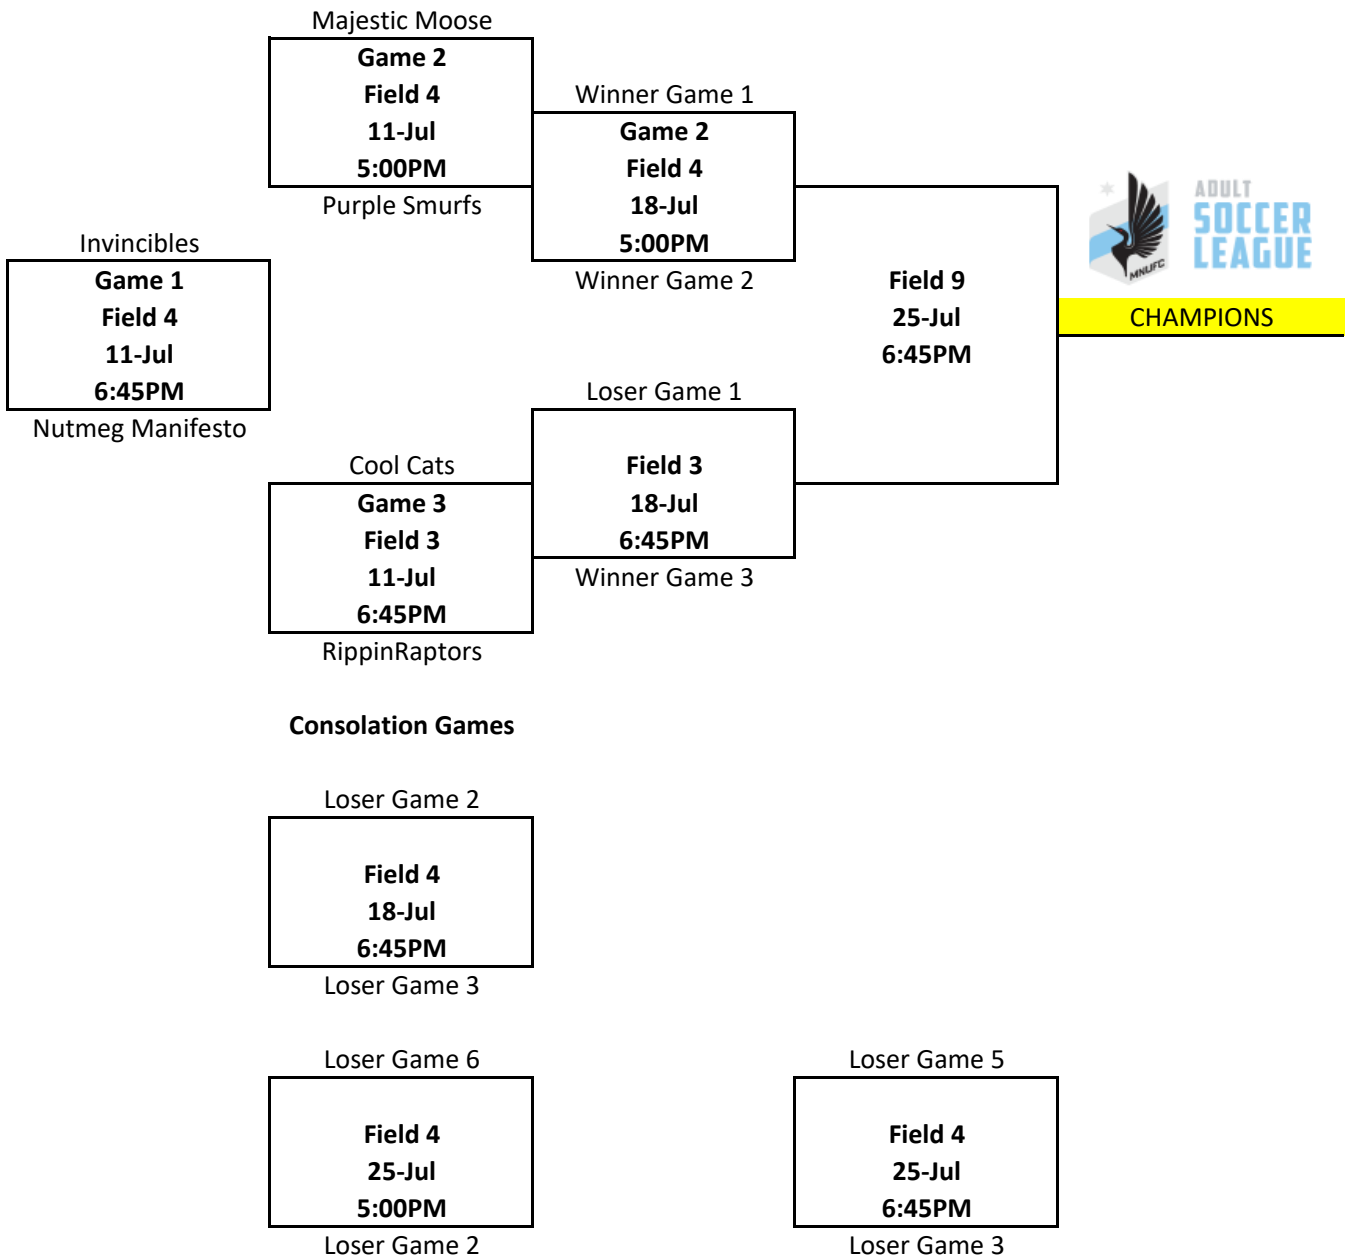 Majestic Moose
Game 2
Field 4
11-Jul
5:00PM
Purple Smurfs
Invincibles
Game 1
Field 4
11-Jul
6:45PM
Nutmeg Manifesto
Cool Cats
Game 3
Field 3
11-Jul
6:45PM
RippinRaptors
Winner Game 1
Game 2
Field 4
18-Jul
5:00PM
Winner Game 2
Loser Game 1
Field 3
18-Jul
6:45PM
Winner Game 3
Field 9
25-Jul
6:45PM
MNUFC
ADULT
SOCCER
LEAGUE
CHAMPIONS
Consolation Games
Loser Game 2
Field 4
18-Jul
6:45PM
Loser Game 3
Loser Game 6
Field 4
25-Jul
5:00PM
Loser Game 2
Loser Game 5
Field 4
25-Jul
6:45PM
Loser Game 3